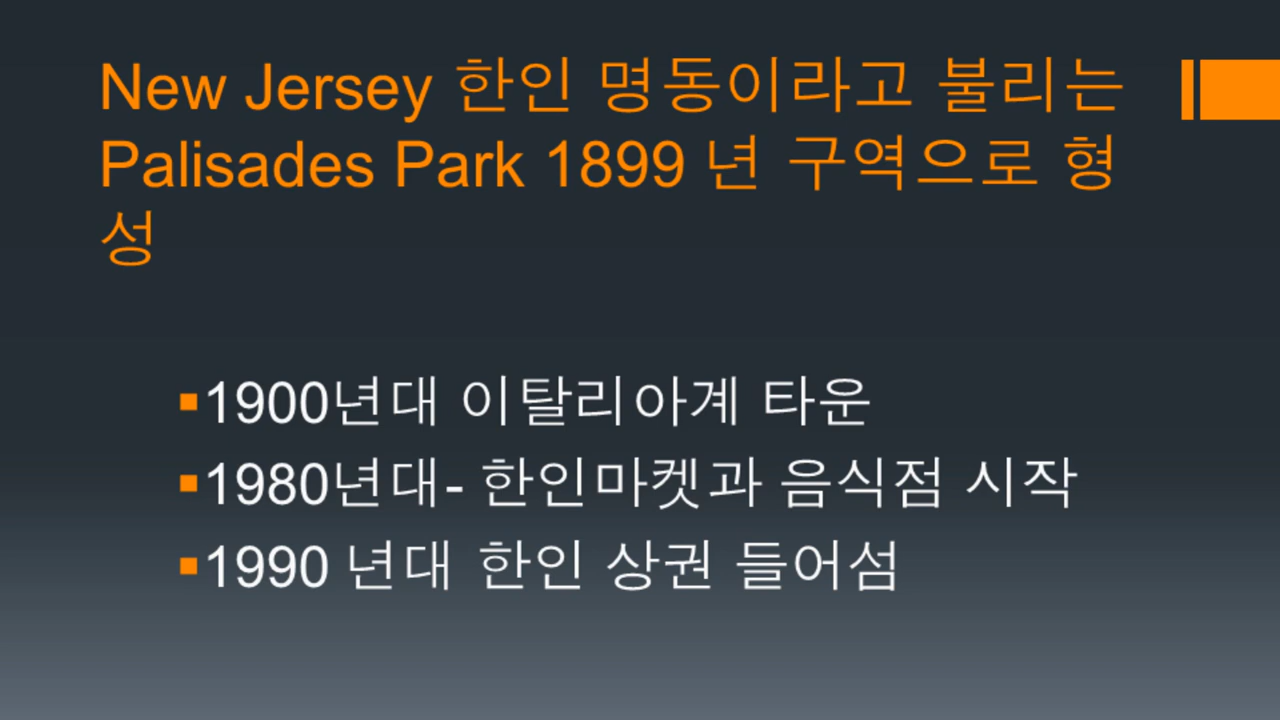 New Jersey 한인 명동이라고 불리는
Palisades Park 1899 년 구역으로 형
성
1900년대 이탈리아계 타운
1980년대- 한인마켓과 음식점 시작
1990 년대 한인 상권 들어섬